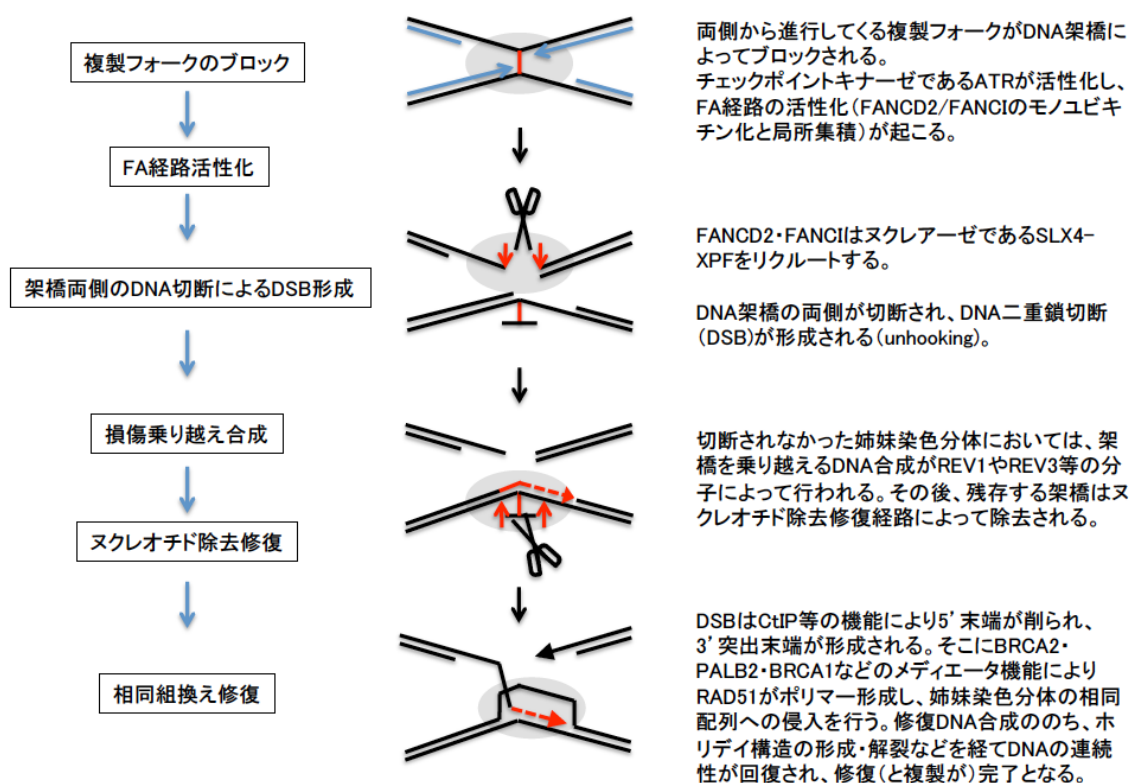 複製フォークのブロック
両側から進行してくる複製フォークがDNA架橋に
よってブロックされる。
チェックポイントキナーゼであるATRが活性化し、
FA経路の活性化(FANCD2/FANCIのモノユビキ
チン化と局所集積)が起こる。
FA経路活性化
架橋両側のDNA切断によるDSB形成
FANCD2・FANCIはヌクレアーゼであるSLX4-
XPFをリクルートする。
DNA架橋の両側が切断され、DNA二重鎖切断
(DSB)が形成される(unhooking)。
損傷乗り越え合成
ヌクレオチド除去修復
切断されなかった姉妹染色分体においては、架
橋を乗り越えるDNA合成がREV1やREV3等の分
子によって行われる。その後、残存する架橋はヌ
クレオチド除去修復経路によって除去される。
相同組換え修復
DSBはCtIP等の機能により5’末端が削られ、
3’突出末端が形成される。そこにBRCA2・
PALB2・BRCA1などのメディエータ機能により
RAD51がポリマー形成し、姉妹染色分体の相同
配列への侵入を行う。修復DNA合成ののち、ホ
リデイ構造の形成・解裂などを経てDNAの連続
性が回復され、修復(と複製が)完了となる。